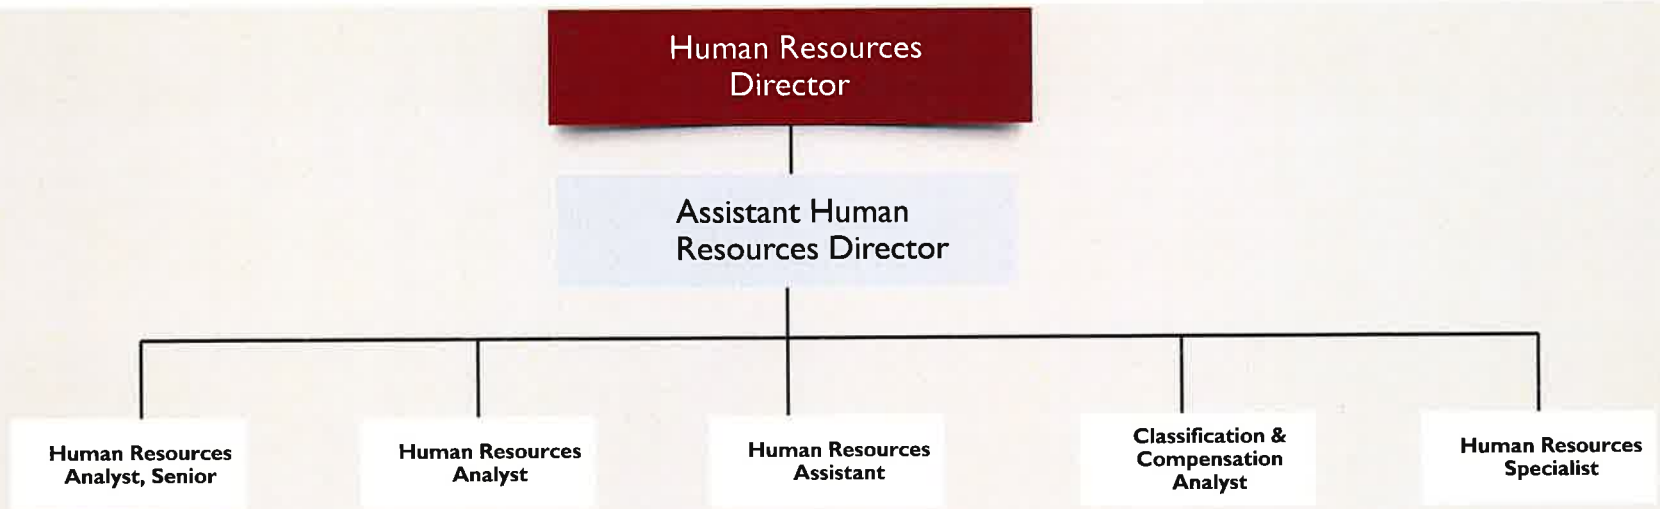 Human Resources
Director
Assistant Human
Resources Director
Human Resources
Analyst, Senior
Human Resources
Analyst
Human Resources
Assistant
Classification &
Compensation
Analyst
Human Resources
Specialist